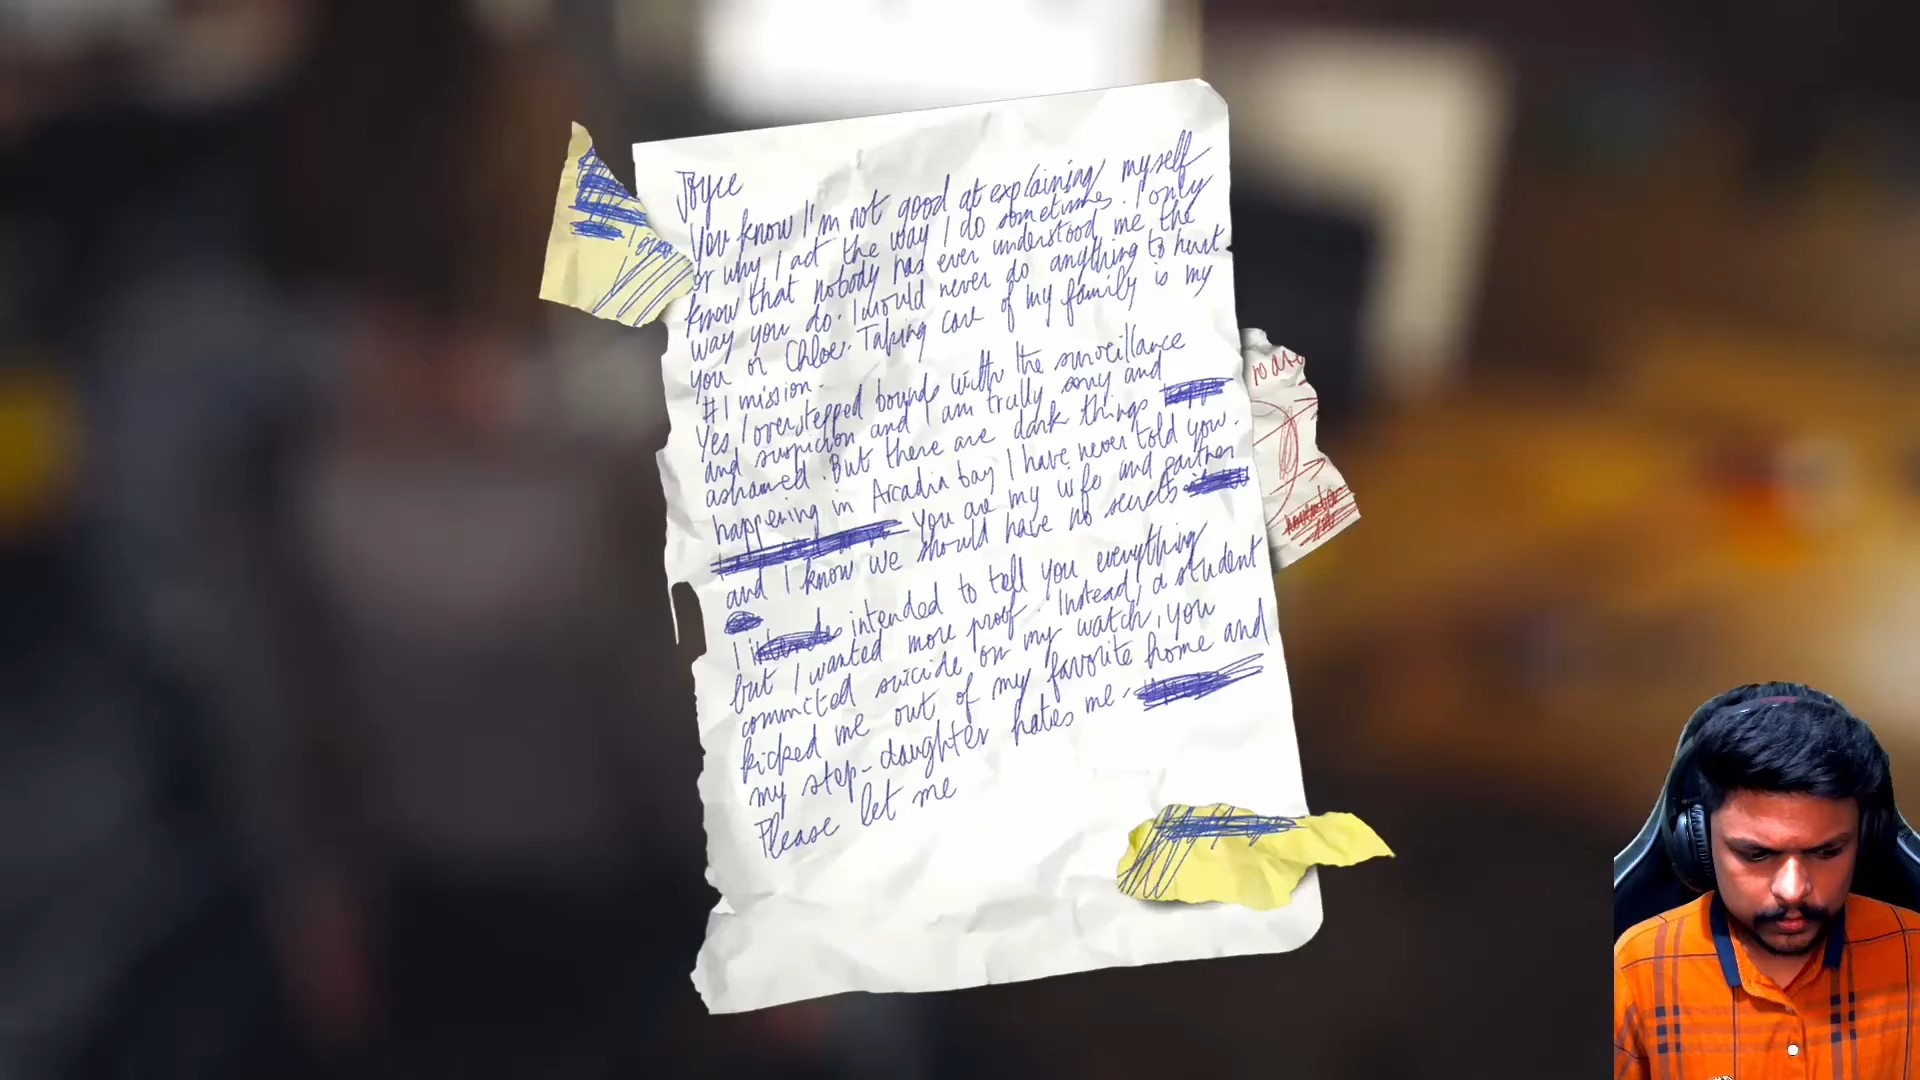 Joyce
You know I'm not good at explaining myself
or why I act the way I do sometimes. I only
know that nobody has ever understood me the
way you do. I would never do anything to hurt
you or Chloe. Taking care of my family is my
#1 mission.
Yes I overstepped bounds with the surveillance
and suspicion and I am trully sorry and
ashamed. But there are dark things
happening in Arcadia bay I have never told you.
You are my wife and partner
and I know we should have no secrets
I intended to tell you everything
but I wanted more proof. Instead, a student
committed suicide on my watch, you
kicked me out of my favorite home and
my step-daughter hates me.
Please let me